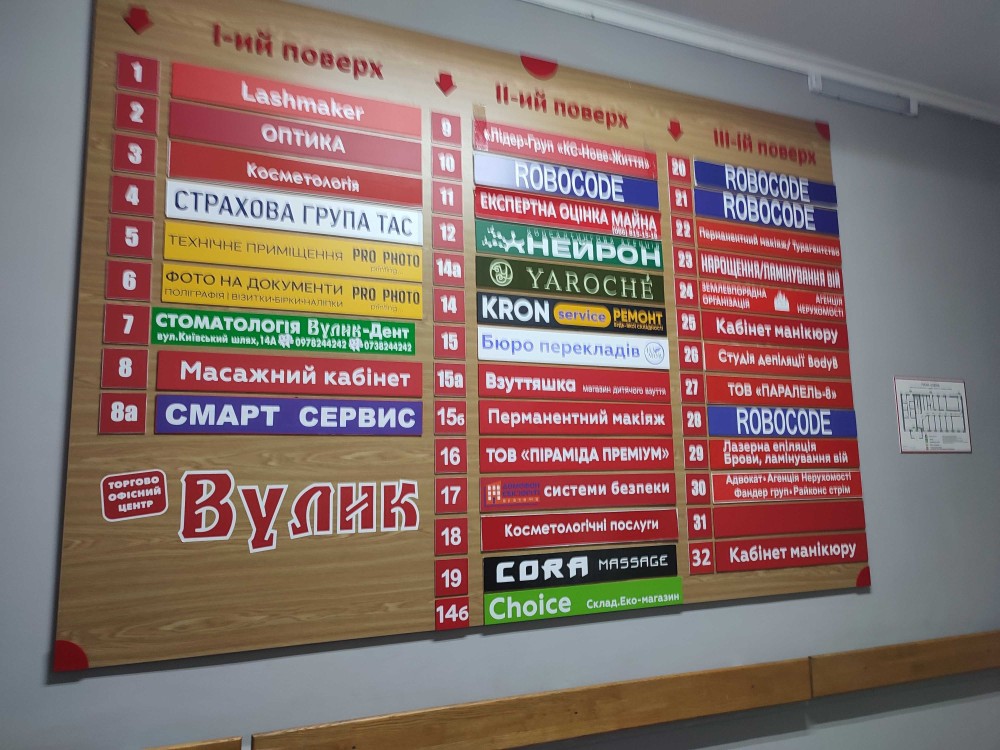 І-ий поверх
1 Lashmaker
2 ОПТИКА
3 Косметологія
4 СТРАХОВА ГРУПА ТАС
5 ТЕХНІЧНЕ ПРИМІЩЕННЯ PRO PHOTO
printing
6 ФОТО НА ДОКУМЕНТИ PRO PHOTO
ПОЛІГРАФІЯ | ВІЗИТКИ-БІРКИ-НАЛІПКИ printing
7 СТОМАТОЛОГІЯ Вулик-Дент
вул.Київський шлях,14А 0978244242 0738244242
8 Масажний кабінет
8а СМАРТ СЕРВИС
ТОРГОВО
ОФІСНИЙ
ЦЕНТР
Вулик
ІІ-ий поверх
9 «Лідер-Груп «КС-Нове-Життя»
10 ROBOCODE
11 ЕКСПЕРТНА ОЦІНКА МАЙНА
12 НЕЙРОН
14а YAROCHÉ
14 KRON service РЕМОНТ
15 Бюро перекладів
15а Взуттяшка магазин дитячого взуття
15б Перманентний макіяж
16 ТОВ «ПІРАМІДА ПРЕМІУМ»
17 системи безпеки
18 Косметологічні послуги
19 CORA MASSAGE
14б Choice Склад.Еко-магазин
ІІІ-ій поверх
20 ROBOCODE
21 ROBOCODE
22 Перманентний макіяж/ Турагентство
23 НАРОЩЕННЯ/ЛАМІНУВАННЯ ВІЙ
24 ЗЕМЛЕВПОРЯДНА ОРГАНІЗАЦІЯ АГЕНЦІЯ НЕРУХОМОСТІ
25 Кабінет манікюру
26 Студія депіляції Bodyв
27 ТОВ «ПАРАЛЕЛЬ-8»
28 ROBOCODE
29 Лазерна епіляція
Брови, ламінування вій
30 Адвокат•Агенція Нерухомості
Фандер груп•Райконс стрім
31
32 Кабінет манікюру